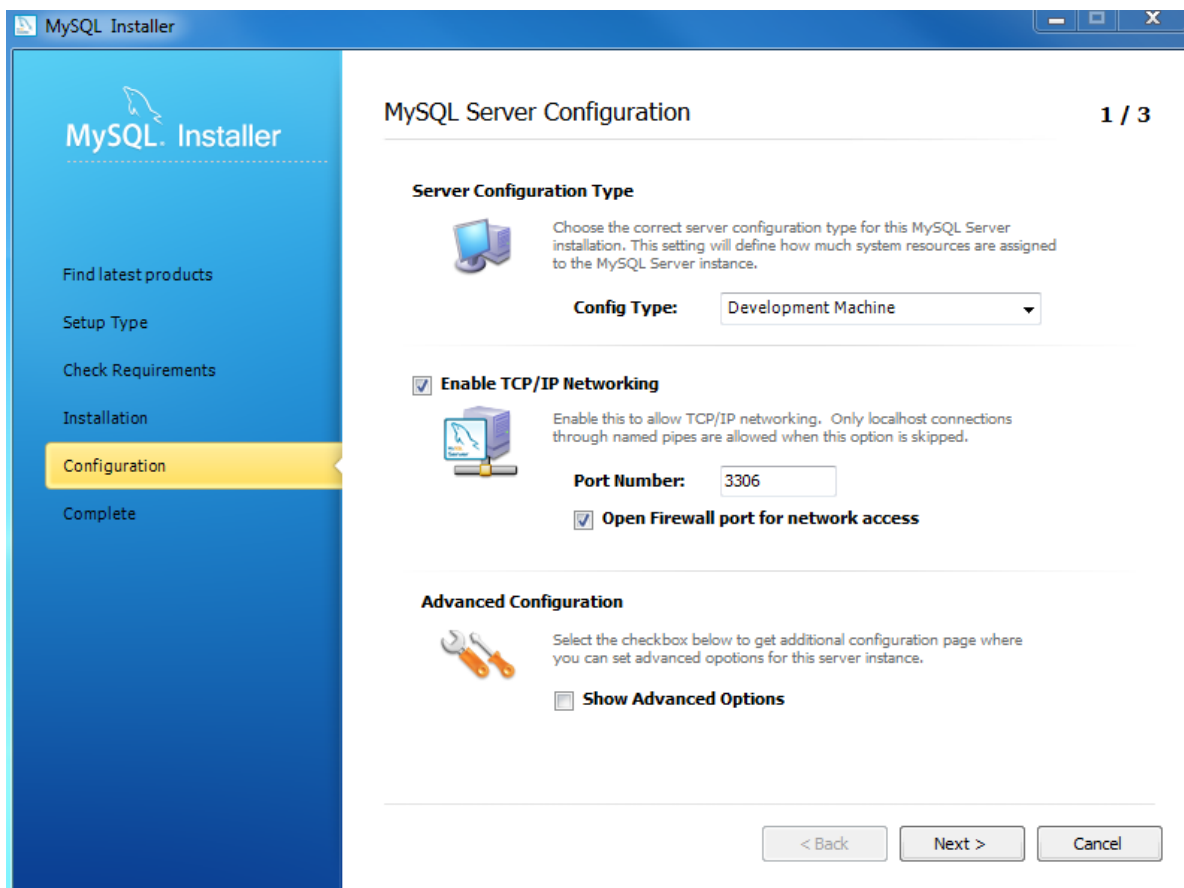 MySQL Installer
MySQL. Installer
Find latest products
Setup Type
Check Requirements
Installation
Configuration
Complete
MySQL Server Configuration
1 / 3
Server Configuration Type
Choose the correct server configuration type for this MySQL Server
installation. This setting will define how much system resources are assigned
to the MySQL Server instance.
Config Type:
Development Machine
Enable TCP/IP Networking
Enable this to allow TCP/IP networking. Only localhost connections
through named pipes are allowed when this option is skipped.
Port Number:
3306
Open Firewall port for network access
Advanced Configuration
Select the checkbox below to get additional configuration page where
you can set advanced opotions for this server instance.
Show Advanced Options
< Back
Next >
Cancel